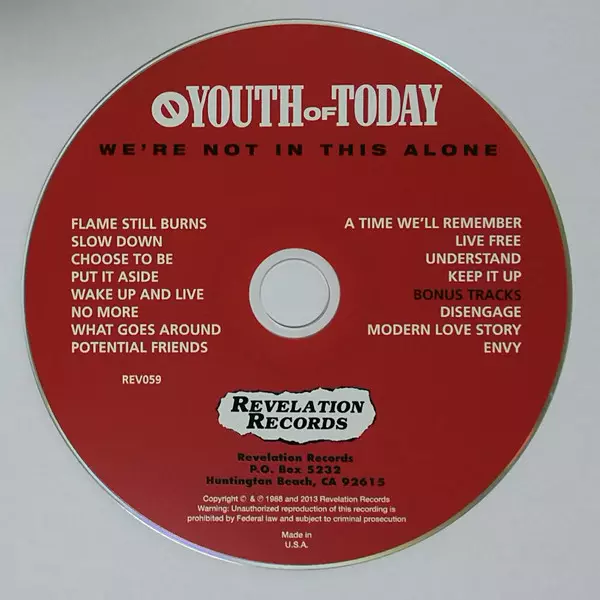 YOUTH OF TODAY
WE'RE NOT IN THIS ALONE
FLAME STILL BURNS
SLOW DOWN
CHOOSE TO BE
PUT IT ASIDE
WAKE UP AND LIVE
NO MORE
WHAT GOES AROUND
POTENTIAL FRIENDS
A TIME WE'LL REMEMBER
LIVE FREE
UNDERSTAND
KEEP IT UP
BONUS TRACKS
DISENGAGE
MODERN LOVE STORY
ENVY
REV059
REVELATION
RECORDS
Revelation Records
P.O. Box 5232
Huntington Beach, CA 92615
Copyright © & ℗ 1988 and 2013 Revelation Records
Warning: Unauthorized reproduction of this recording is
prohibited by Federal law and subject to criminal prosecution
Made in
U.S.A.